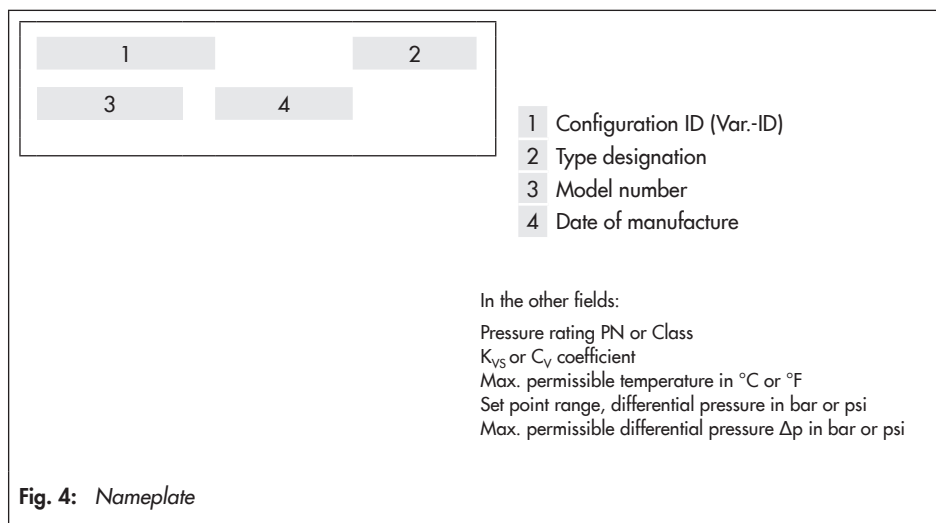 1 2
3 4
1 Configuration ID (Var.-ID)
2 Type designation
3 Model number
4 Date of manufacture
In the other fields:
Pressure rating PN or Class
KVS or CV coefficient
Max. permissible temperature in °C or °F
Set point range, differential pressure in bar or psi
Max. permissible differential pressure Δp in bar or psi
Fig. 4: Nameplate